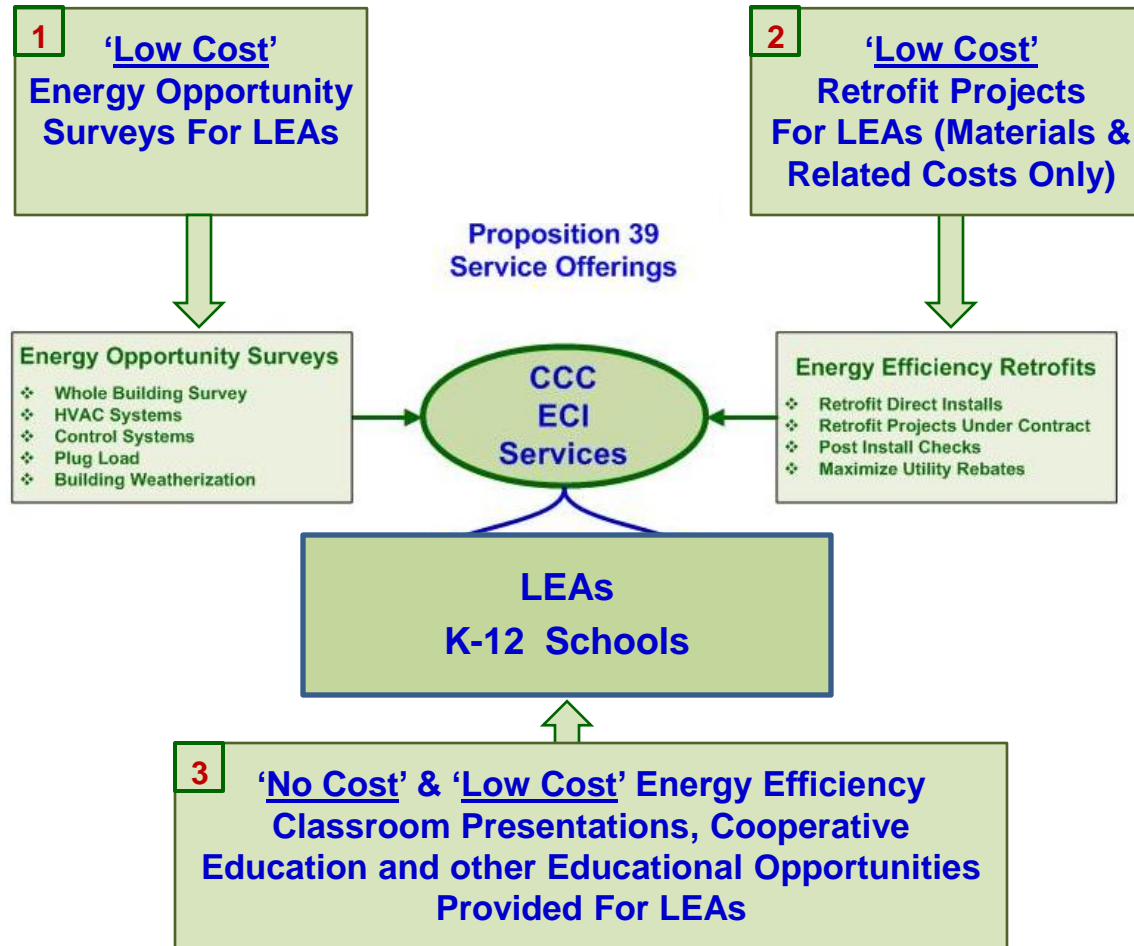 1
‘Low Cost’
Energy Opportunity
Surveys For LEAs
2
‘Low Cost’
Retrofit Projects
For LEAs (Materials &
Related Costs Only)
Proposition 39
Service Offerings
Energy Opportunity Surveys
❖ Whole Building Survey
❖ HVAC Systems
❖ Control Systems
❖ Plug Load
❖ Building Weatherization
CCC
ECI
Services
Energy Efficiency Retrofits
❖ Retrofit Direct Installs
❖ Retrofit Projects Under Contract
❖ Post Install Checks
❖ Maximize Utility Rebates
LEAs
K-12 Schools
3
‘No Cost’ & ‘Low Cost’ Energy Efficiency
Classroom Presentations, Cooperative
Education and other Educational Opportunities
Provided For LEAs